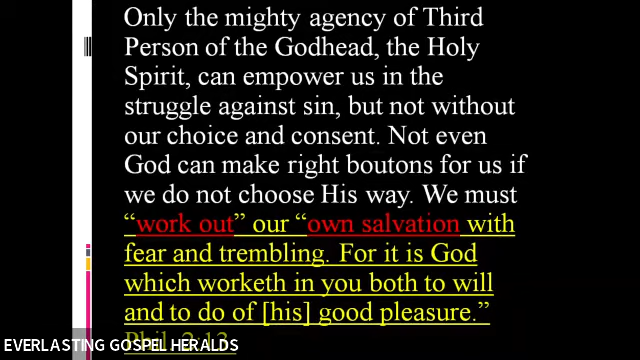 Only the mighty agency of Third
Person of the Godhead, the Holy
Spirit, can empower us in the
struggle against sin, but not without
our choice and consent. Not even
God can make right boutons for us if
we do not choose His way. We must
“work out” our “own salvation with
fear and trembling. For it is God
which worketh in you both to will
and to do of [his] good pleasure.”
Phil. 2:12
EVERLASTING GOSPEL HERALDS